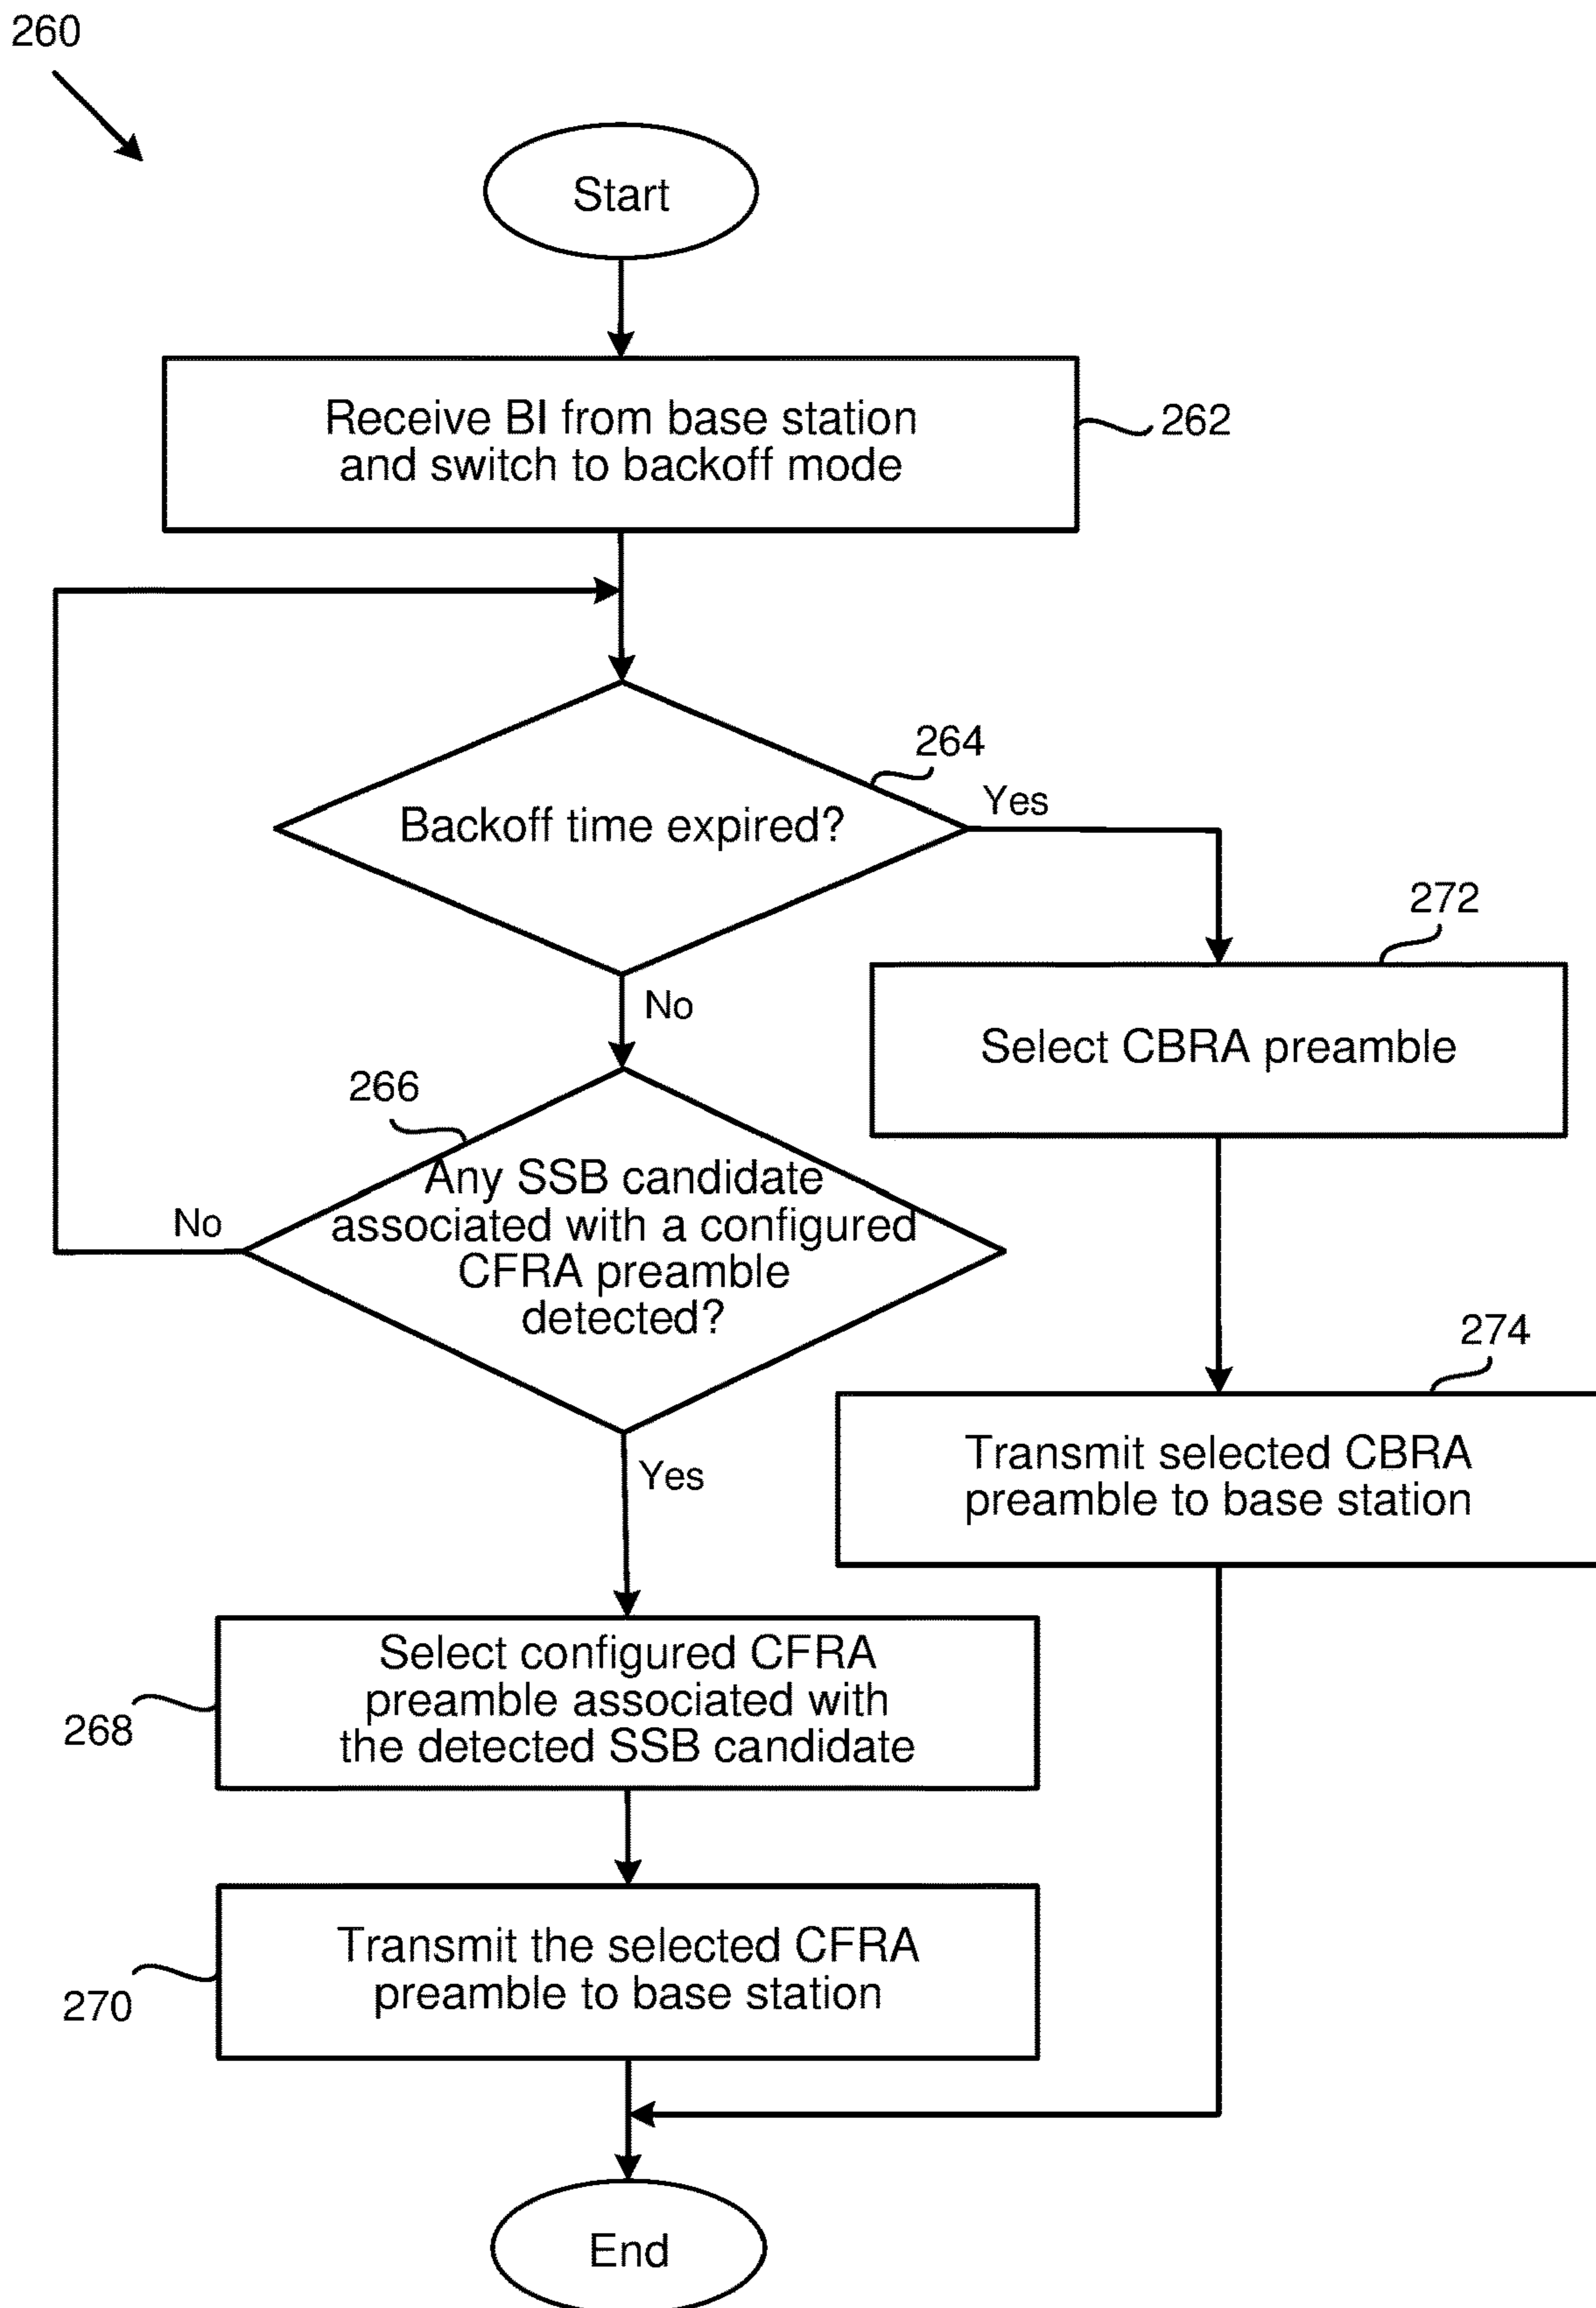 260
Start
Receive BI from base station
and switch to backoff mode
262
264
Backoff time expired?
Yes
No
272
Select CBRA preamble
266
Any SSB candidate
associated with a configured
CFRA preamble
detected?
No
Yes
274
Transmit selected CBRA
preamble to base station
Select configured CFRA
preamble associated with
the detected SSB candidate
268
Transmit the selected CFRA
preamble to base station
270
End